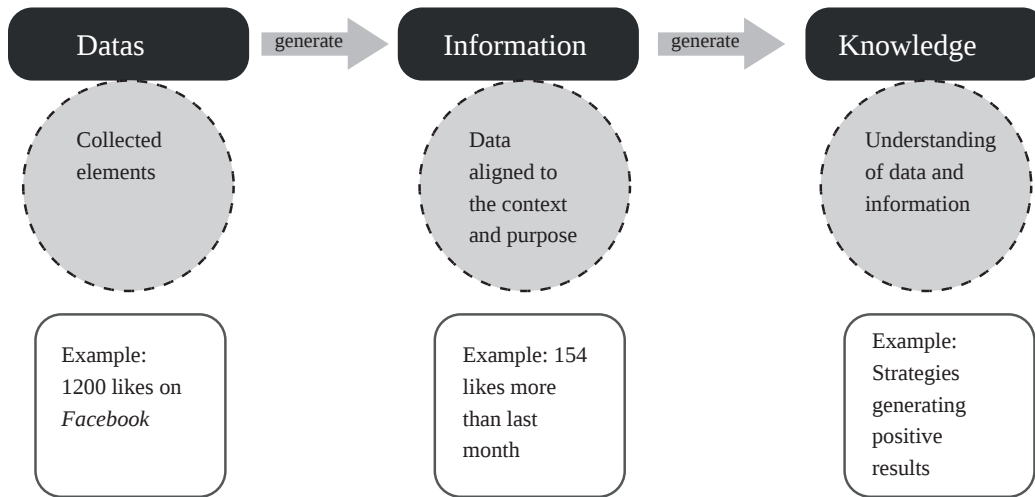 Datas
generate
Information
generate
Knowledge
Collected
elements
Data
aligned to
the context
and purpose
Understanding
of data and
information
Example:
1200 likes on
Facebook
Example: 154
likes more
than last
month
Example:
Strategies
generating
positive
results